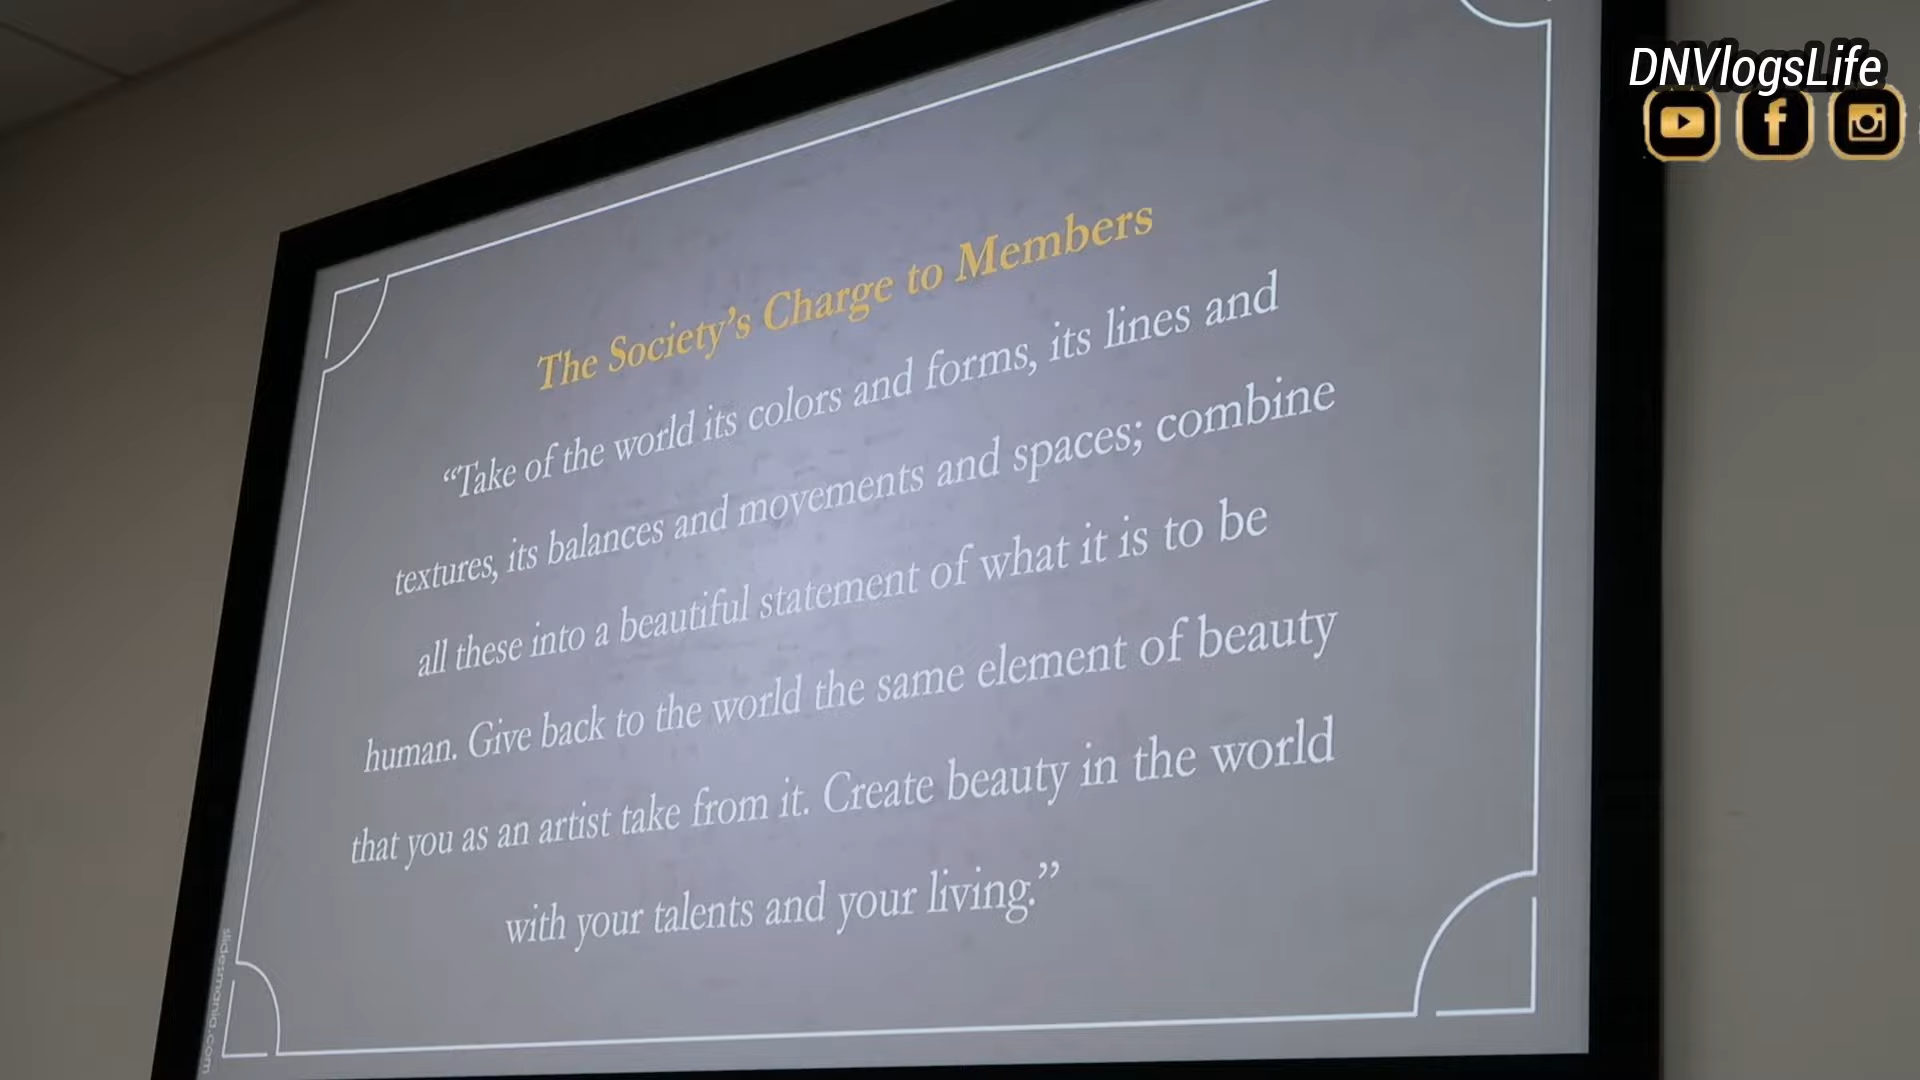 DNVlogsLife
The Society's Charge to Members
“Take of the world its colors and forms, its lines and
textures, its balances and movements and spaces; combine
all these into a beautiful statement of what it is to be
human. Give back to the world the same element of beauty
that you as an artist take from it. Create beauty in the world
with your talents and your living.”
slidesmania.com